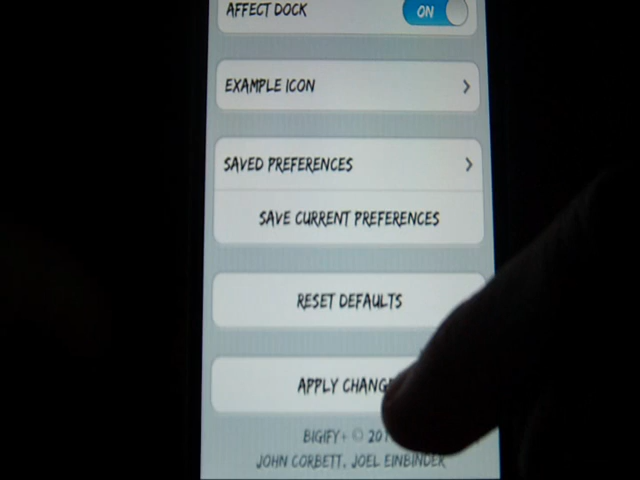 AFFECT DOCK ON
EXAMPLE ICON
SAVED PREFERENCES
SAVE CURRENT PREFERENCES
RESET DEFAULTS
APPLY
BIGIFY+ ©
JOHN CORBETT, JOEL EINBINDER